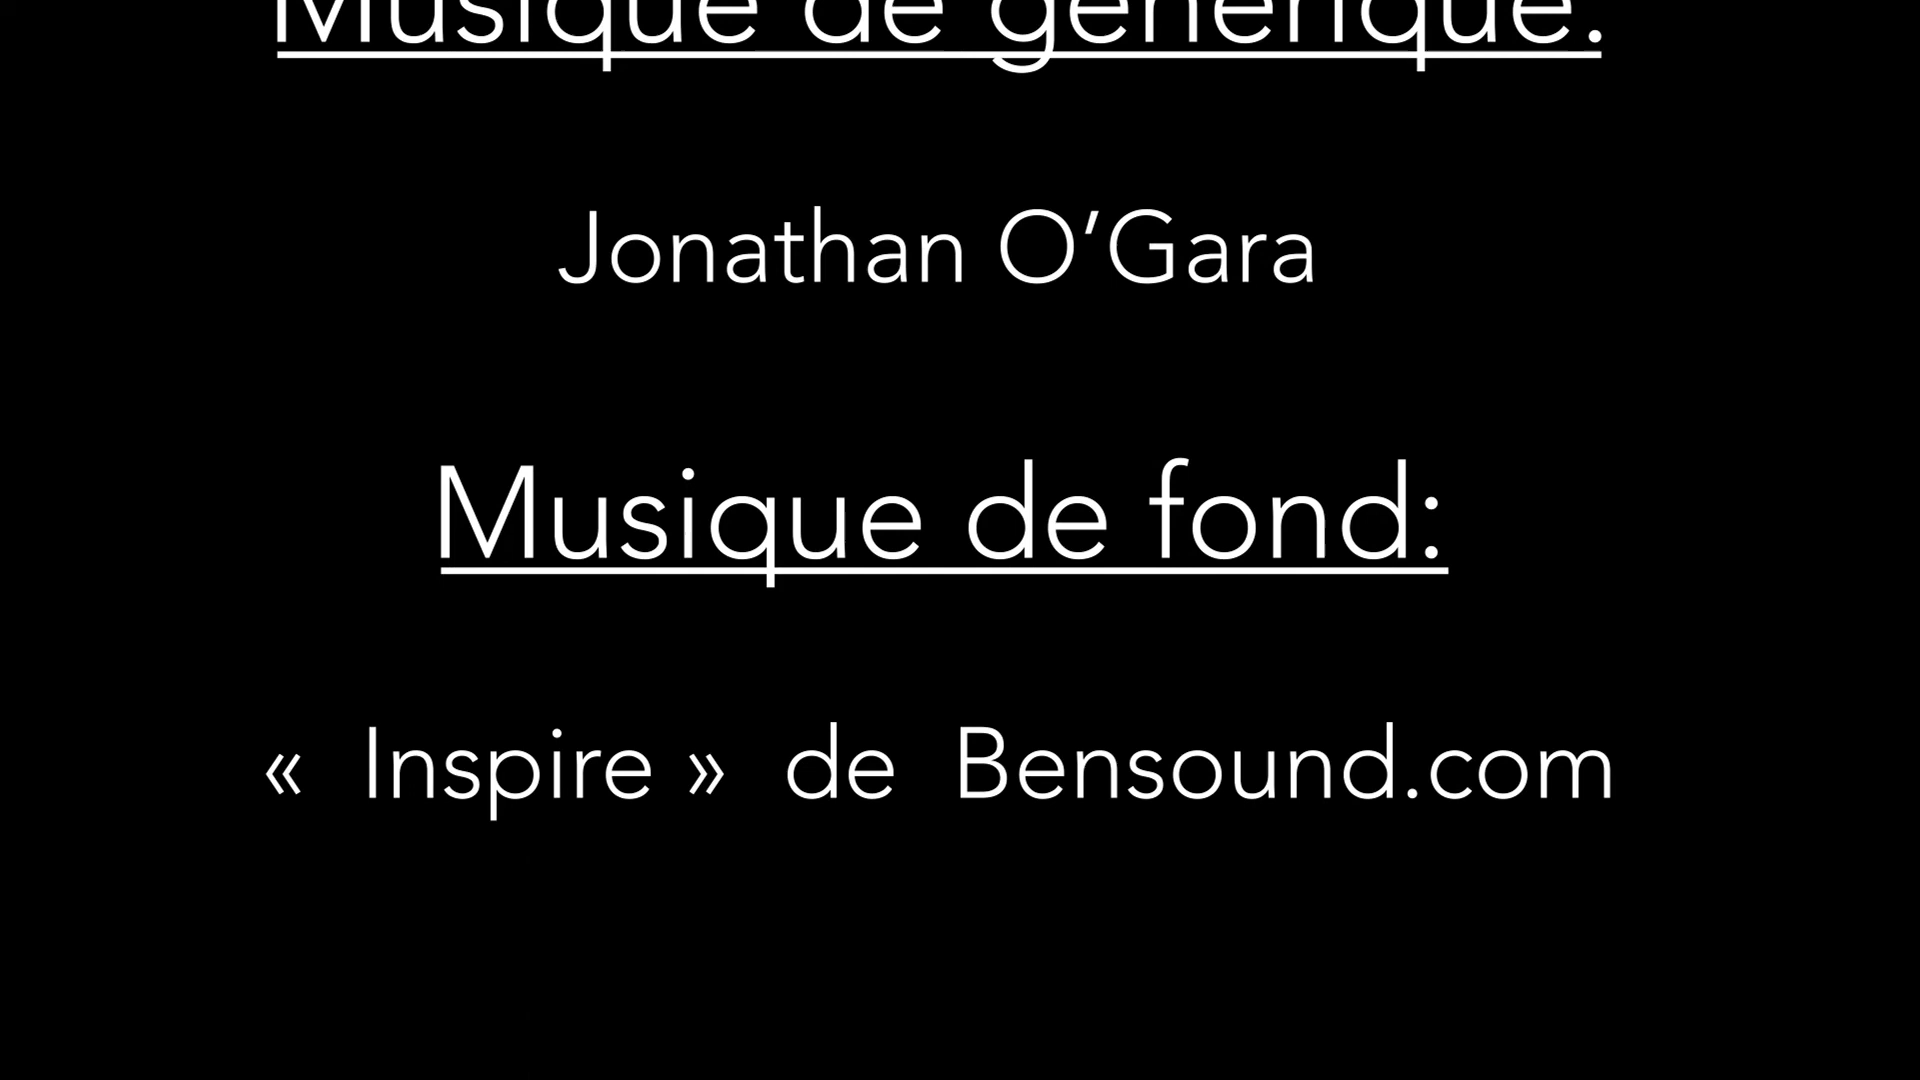 Musique de générique:
Jonathan O’Gara
Musique de fond:
« Inspire » de Bensound.com